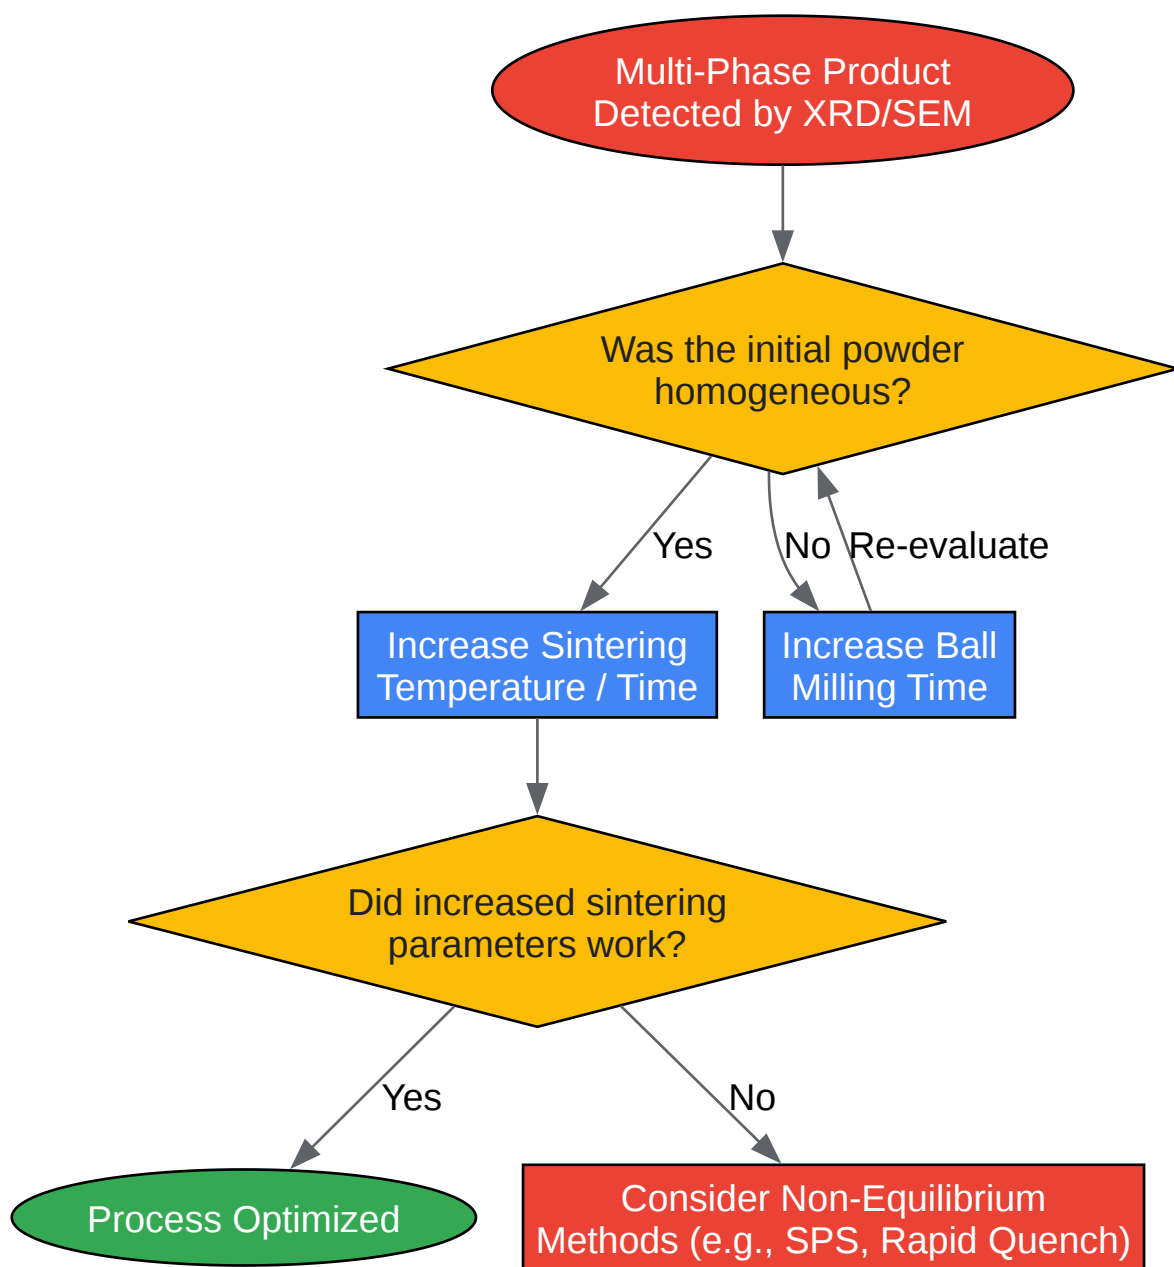 Multi-Phase Product
Detected by XRD/SEM
Was the initial powder
homogeneous?
Yes
No
Re-evaluate
Increase Sintering
Temperature / Time
Increase Ball
Milling Time
Did increased sintering
parameters work?
Yes
No
Process Optimized
Consider Non-Equilibrium
Methods (e.g., SPS, Rapid Quench)